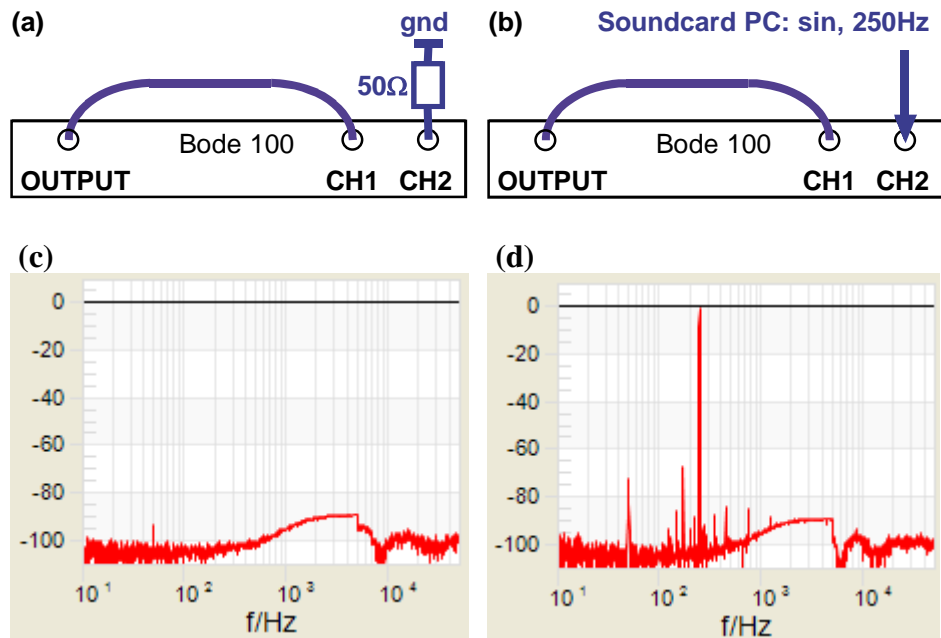 (a)
gnd
50Ω
Bode 100
OUTPUT CH1 CH2
(b) Soundcard PC: sin, 250Hz
Bode 100
OUTPUT CH1 CH2
(c)
0
-20
-40
-60
-80
-100
10 1 10 2 10 3 10 4
f/Hz
(d)
0
-20
-40
-60
-80
-100
10 1 10 2 10 3 10 4
f/Hz